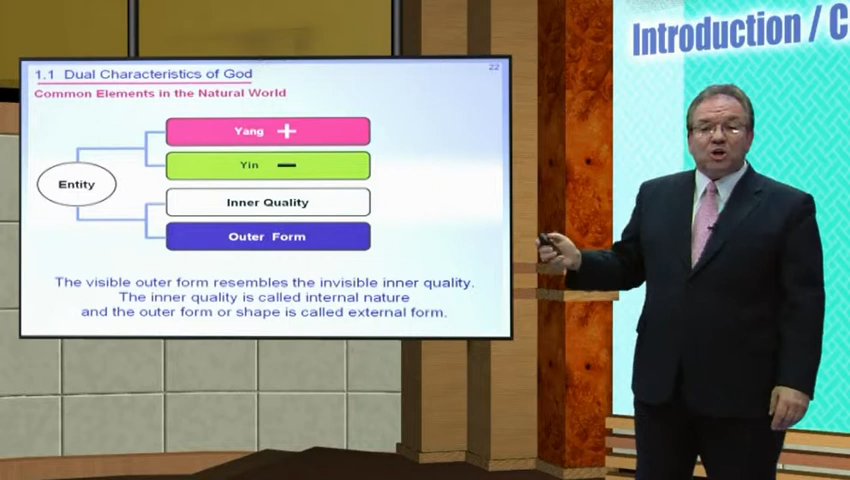 Introduction / C
1.1 Dual Characteristics of God
22
Common Elements in the Natural World
Yang +
Yin −
Entity
Inner Quality
Outer Form
The visible outer form resembles the invisible inner quality.
The inner quality is called internal nature
and the outer form or shape is called external form.